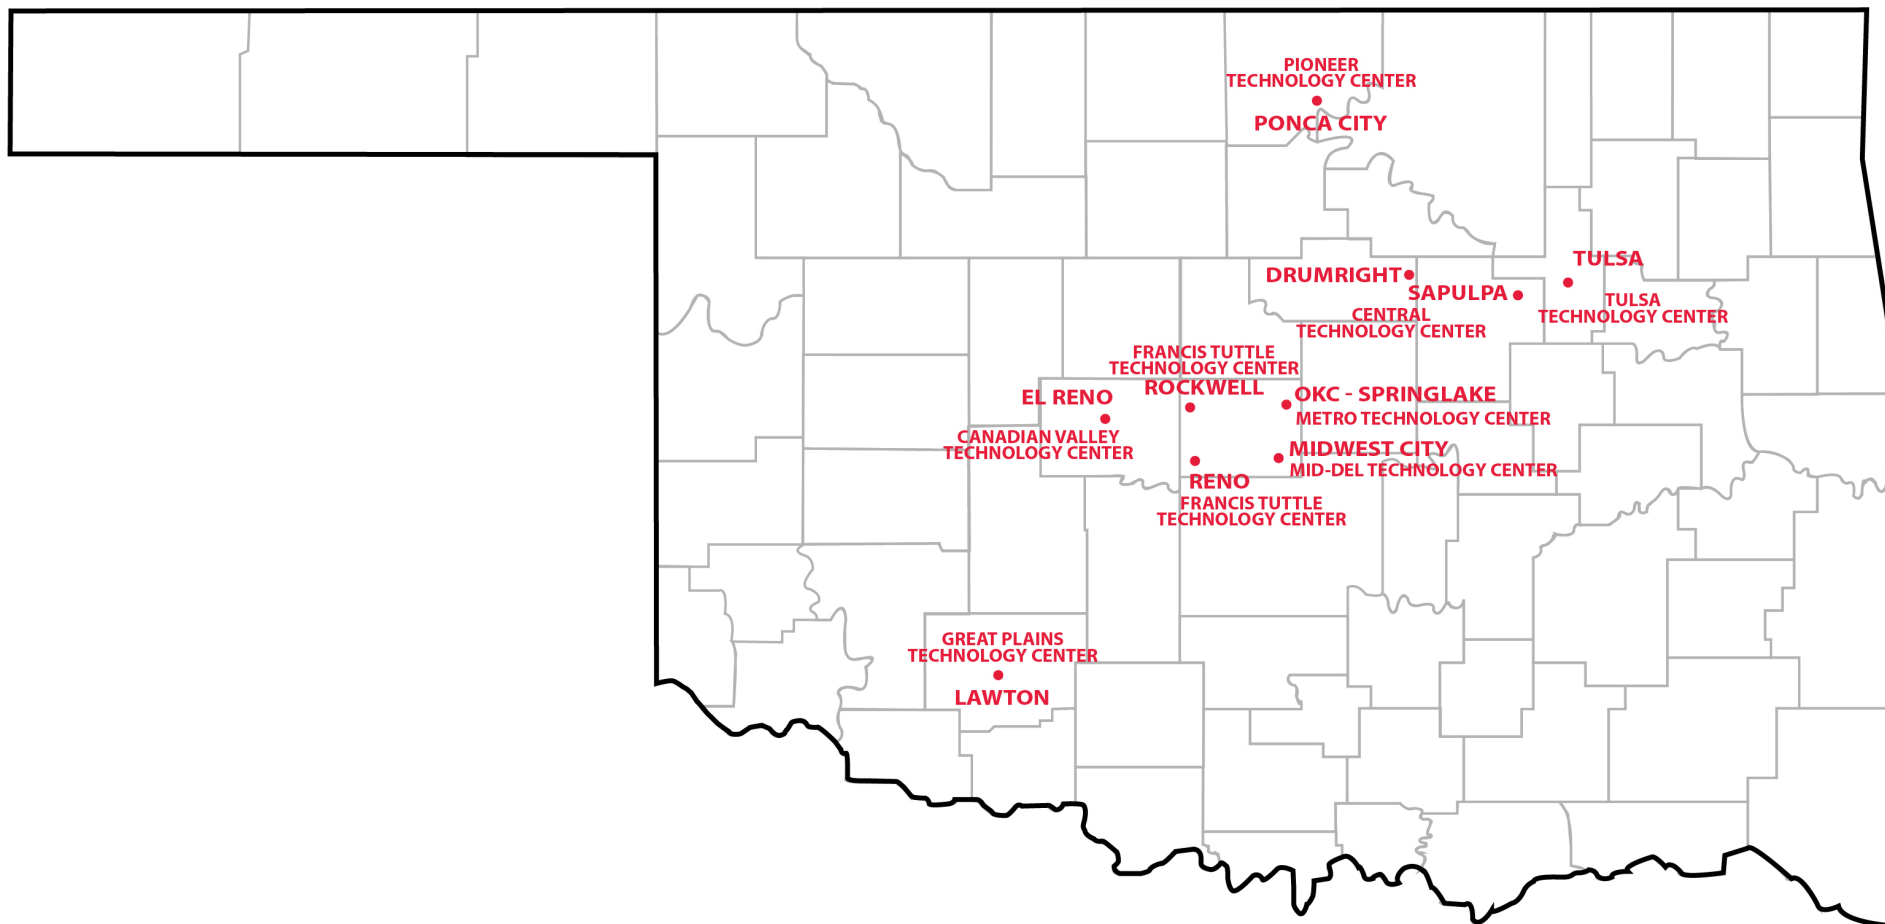 PIONEER
TECHNOLOGY CENTER
PONCA CITY
TULSA
DRUMRIGHT
SAPULPA
TULSA
TECHNOLOGY CENTER
CENTRAL
TECHNOLOGY CENTER
FRANCIS TUTTLE
TECHNOLOGY CENTER
ROCKWELL
EL RENO
CANADIAN VALLEY
TECHNOLOGY CENTER
OKC - SPRINGLAKE
METRO TECHNOLOGY CENTER
MIDWEST CITY
MID-DEL TECHNOLOGY CENTER
RENO
FRANCIS TUTTLE
TECHNOLOGY CENTER
GREAT PLAINS
TECHNOLOGY CENTER
LAWTON